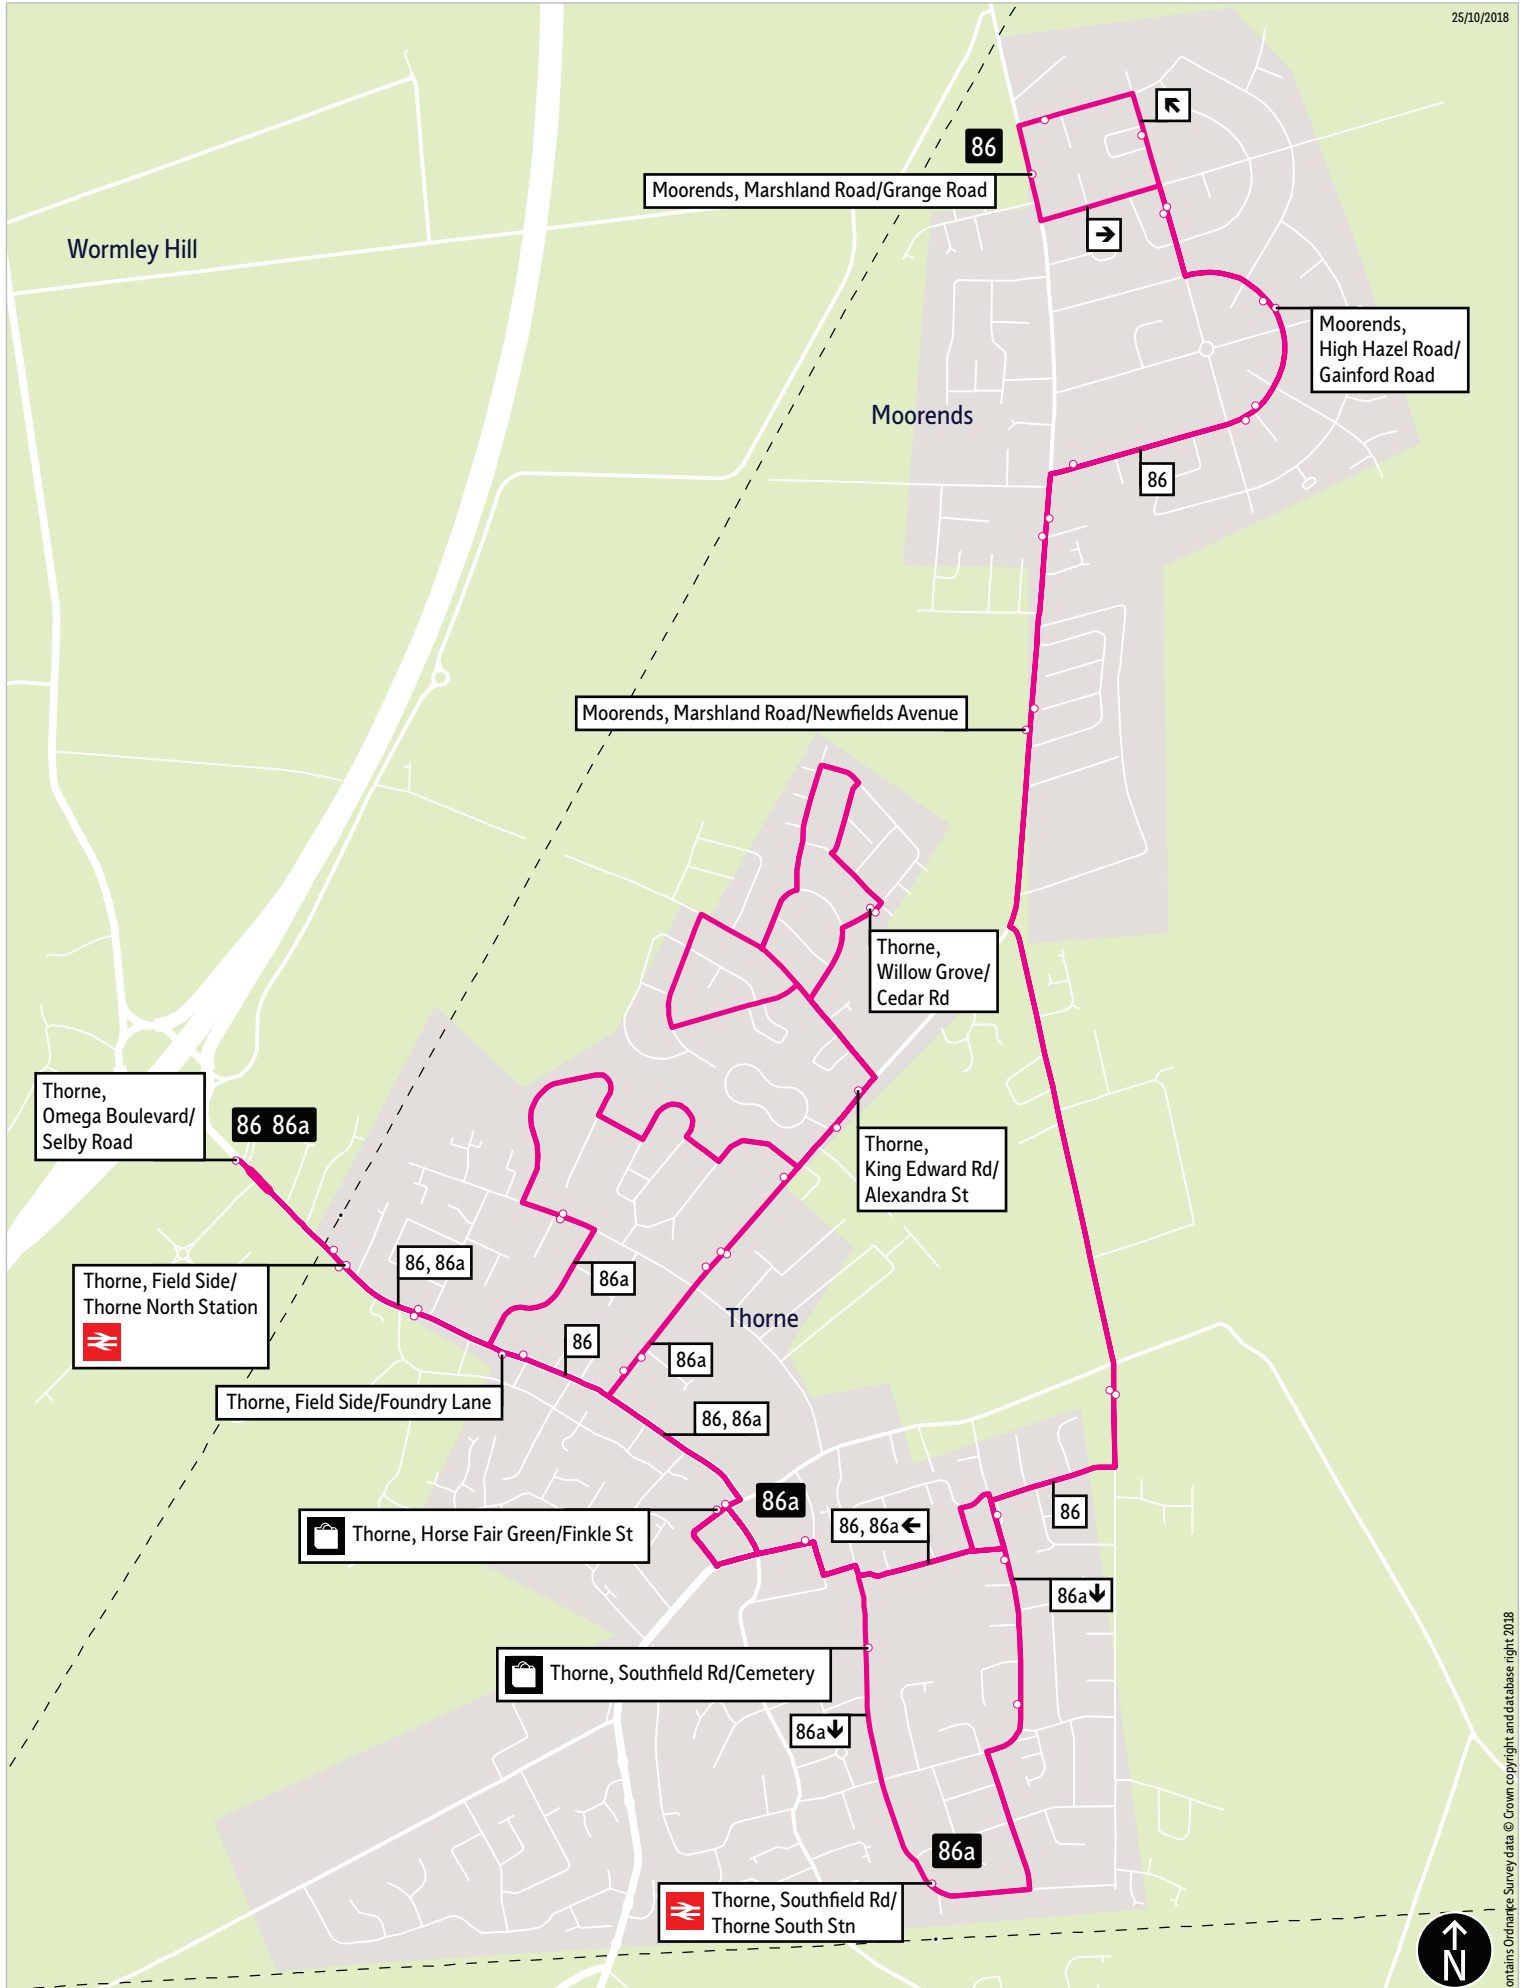 25/10/2018
86
Moorends, Marshland Road/Grange Road
Wormley Hill
Moorends,
High Hazel Road/
Gainford Road
Moorends
86
Moorends, Marshland Road/Newfields Avenue
Thorne,
Willow Grove/
Cedar Rd
Thorne,
Omega Boulevard/
Selby Road
86 86a
Thorne,
King Edward Rd/
Alexandra St
86, 86a
86a
Thorne, Field Side/
Thorne North Station
Thorne
86
86a
Thorne, Field Side/Foundry Lane
86, 86a
86a
86
86, 86a
Thorne, Horse Fair Green/Finkle St
86a
Thorne, Southfield Rd/Cemetery
86a
86a
Thorne, Southfield Rd/
Thorne South Stn
N
ontains Ordnance Survey data © Crown copyright and database right 2018